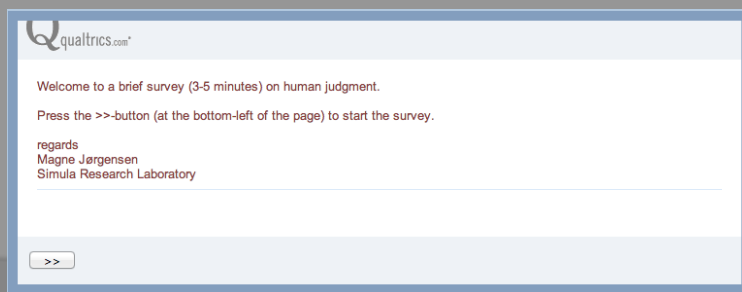 Qualtrics.com®
Welcome to a brief survey (3-5 minutes) on human judgment.
Press the >>-button (at the bottom-left of the page) to start the survey.
regards
Magne Jørgensen
Simula Research Laboratory
>>